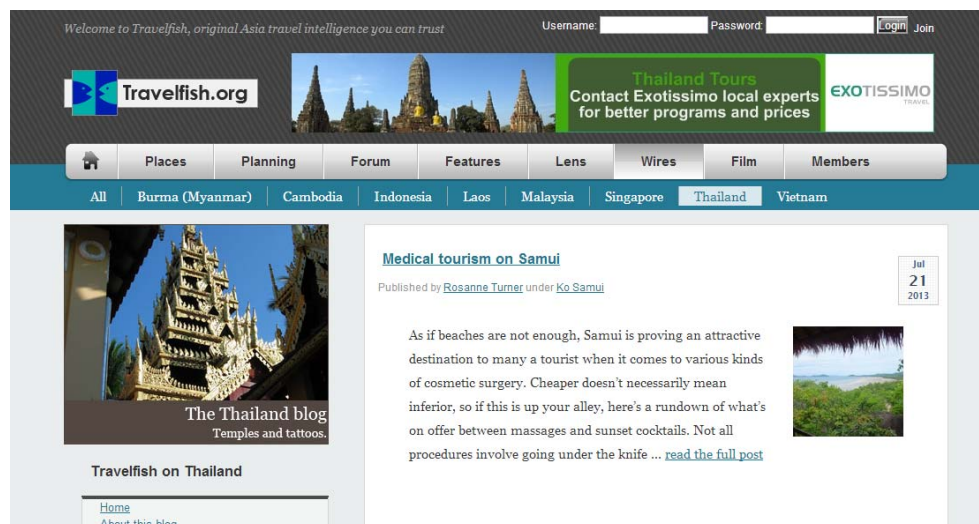 Welcome to Travelfish, original Asia travel intelligence you can trust
Username: Password: Login Join
Travelfish.org
Thailand Tours
Contact Exotissimo local experts
for better programs and prices
EXOTISSIMO
TRAVEL
Places Planning Forum Features Lens Wires Film Members
All Burma (Myanmar) Cambodia Indonesia Laos Malaysia Singapore Thailand Vietnam
The Thailand blog
Temples and tattoos.
Travelfish on Thailand
Home
About this blog
Medical tourism on Samui
Jul
21
2013
Published by Rosanne Turner under Ko Samui
As if beaches are not enough, Samui is proving an attractive
destination to many a tourist when it comes to various kinds
of cosmetic surgery. Cheaper doesn't necessarily mean
inferior, so if this is up your alley, here's a rundown of what's
on offer between massages and sunset cocktails. Not all
procedures involve going under the knife ... read the full post